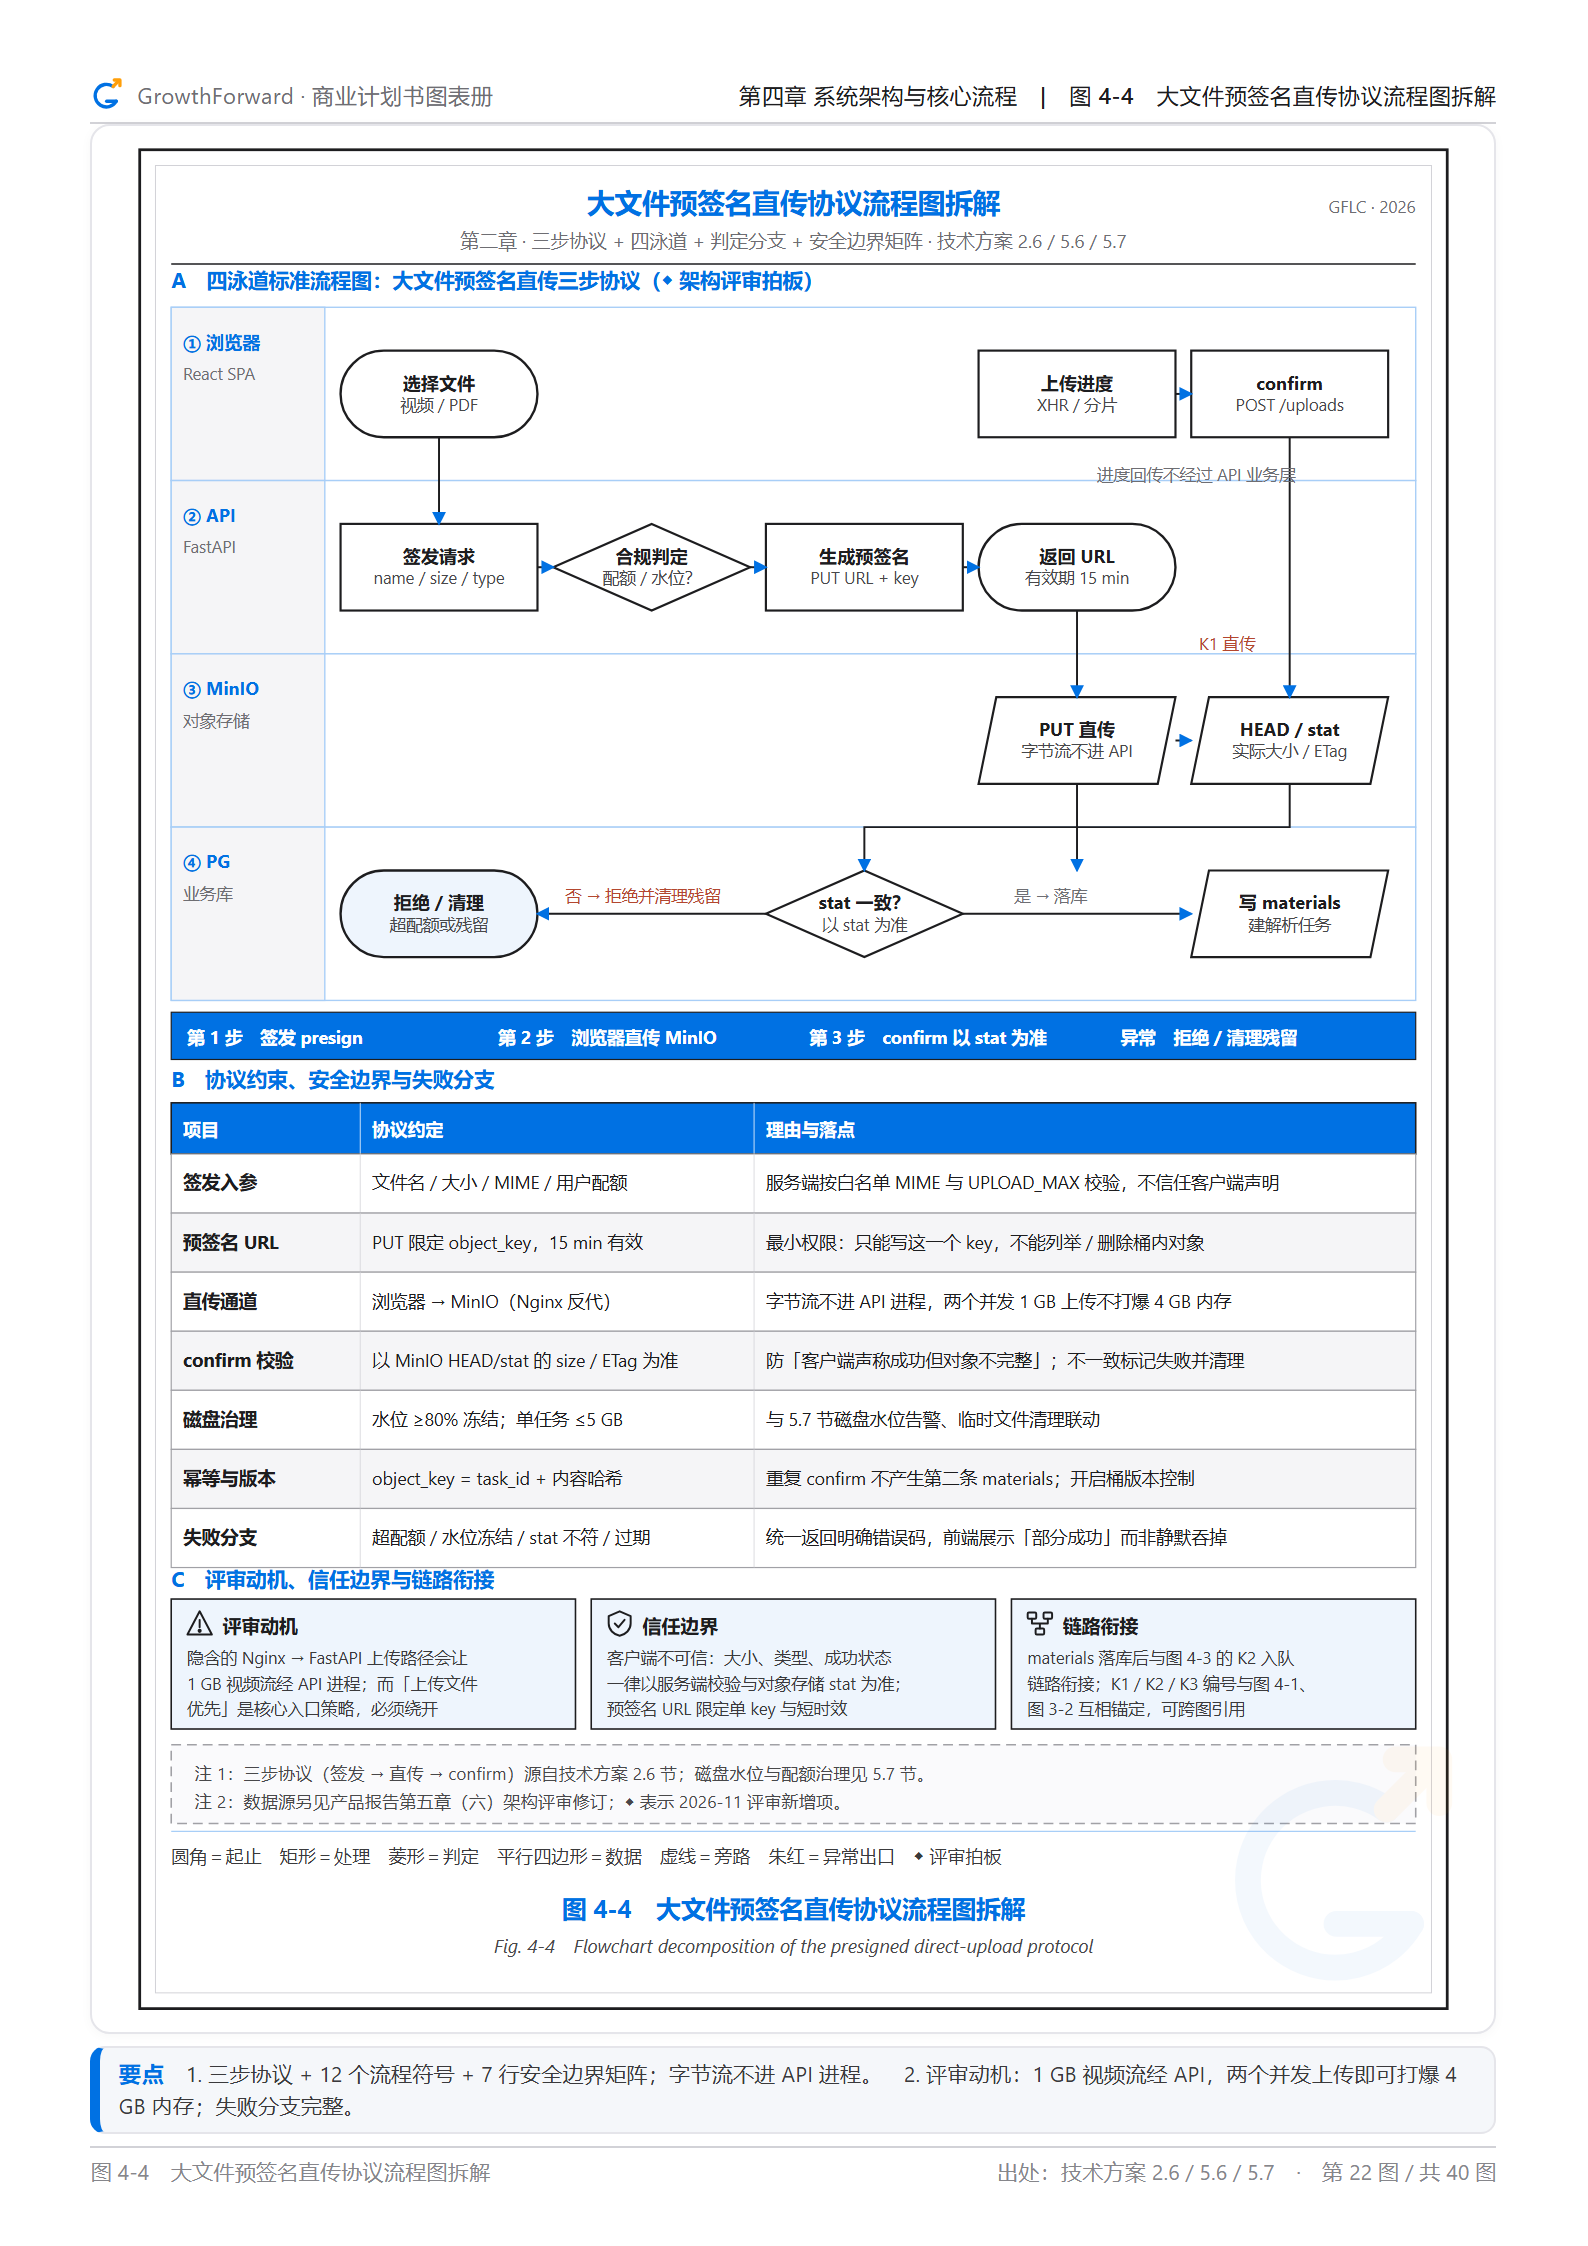 GrowthForward · 商业计划书图表册
第四章 系统架构与核心流程 | 图 4-4 大文件预签名直传协议流程图拆解
大文件预签名直传协议流程图拆解
GFLC · 2026
第二章 · 三步协议 + 四泳道 + 判定分支 + 安全边界矩阵 · 技术方案 2.6 / 5.6 / 5.7
A 四泳道标准流程图：大文件预签名直传三步协议（◆ 架构评审拍板）
① 浏览器
React SPA
选择文件
视频 / PDF
上传进度
XHR / 分片
confirm
POST /uploads
进度回传不经过 API 业务层
② API
FastAPI
签发请求
name / size / type
合规判定
配额 / 水位?
生成预签名
PUT URL + key
返回 URL
有效期 15 min
K1 直传
③ MinIO
对象存储
PUT 直传
字节流不进 API
HEAD / stat
实际大小 / ETag
④ PG
业务库
拒绝 / 清理
超配额或残留
否 → 拒绝并清理残留
stat 一致?
以 stat 为准
是 → 落库
写 materials
建解析任务
第 1 步 签发 presign 第 2 步 浏览器直传 MinIO 第 3 步 confirm 以 stat 为准 异常 拒绝 / 清理残留
B 协议约束、安全边界与失败分支
项目 协议约定 理由与落点
签发入参 文件名 / 大小 / MIME / 用户配额 服务端按白名单 MIME 与 UPLOAD_MAX 校验，不信任客户端声明
预签名 URL PUT 限定 object_key，15 min 有效 最小权限：只能写这一个 key，不能列举 / 删除桶内对象
直传通道 浏览器 → MinIO（Nginx 反代） 字节流不进 API 进程，两个并发 1 GB 上传不打爆 4 GB 内存
confirm 校验 以 MinIO HEAD/stat 的 size / ETag 为准 防「客户端声称成功但对象不完整」；不一致标记失败并清理
磁盘治理 水位 ≥80% 冻结；单任务 ≤5 GB 与 5.7 节磁盘水位告警、临时文件清理联动
幂等与版本 object_key = task_id + 内容哈希 重复 confirm 不产生第二条 materials；开启桶版本控制
失败分支 超配额 / 水位冻结 / stat 不符 / 过期 统一返回明确错误码，前端展示「部分成功」而非静默吞掉
C 评审动机、信任边界与链路衔接
评审动机
隐含的 Nginx → FastAPI 上传路径会让
1 GB 视频流经 API 进程；而「上传文件
优先」是核心入口策略，必须绕开
信任边界
客户端不可信：大小、类型、成功状态
一律以服务端校验与对象存储 stat 为准；
预签名 URL 限定单 key 与短时效
链路衔接
materials 落库后与图 4-3 的 K2 入队
链路衔接；K1 / K2 / K3 编号与图 4-1、
图 3-2 互相锚定，可跨图引用
注 1：三步协议（签发 → 直传 → confirm）源自技术方案 2.6 节；磁盘水位与配额治理见 5.7 节。
注 2：数据源另见产品报告第五章（六）架构评审修订；◆ 表示 2026-11 评审新增项。
圆角 = 起止 矩形 = 处理 菱形 = 判定 平行四边形 = 数据 虚线 = 旁路 朱红 = 异常出口 ◆ 评审拍板
图 4-4 大文件预签名直传协议流程图拆解
Fig. 4-4 Flowchart decomposition of the presigned direct-upload protocol
要点 1. 三步协议 + 12 个流程符号 + 7 行安全边界矩阵；字节流不进 API 进程。 2. 评审动机：1 GB 视频流经 API，两个并发上传即可打爆 4
GB 内存；失败分支完整。
图 4-4 大文件预签名直传协议流程图拆解
出处：技术方案 2.6 / 5.6 / 5.7 · 第 22 图 / 共 40 图